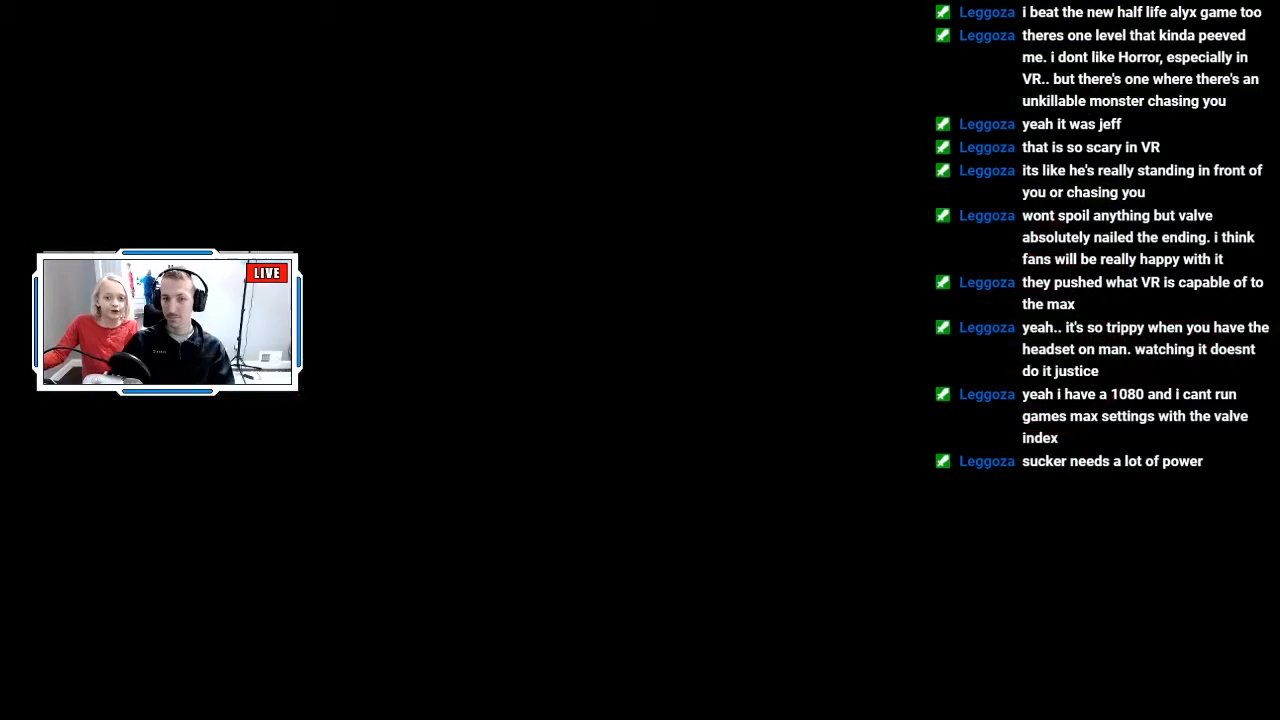 Leggoza i beat the new half life alyx game too
Leggoza theres one level that kinda peeved
me. i dont like Horror, especially in
VR.. but there's one where there's an
unkillable monster chasing you
Leggoza yeah it was jeff
Leggoza that is so scary in VR
Leggoza its like he's really standing in front of
you or chasing you
Leggoza wont spoil anything but valve
absolutely nailed the ending. i think
fans will be really happy with it
LIVE
Leggoza they pushed what VR is capable of to
the max
Leggoza yeah.. it's so trippy when you have the
headset on man. watching it doesnt
do it justice
Leggoza yeah i have a 1080 and i cant run
games max settings with the valve
index
Leggoza sucker needs a lot of power